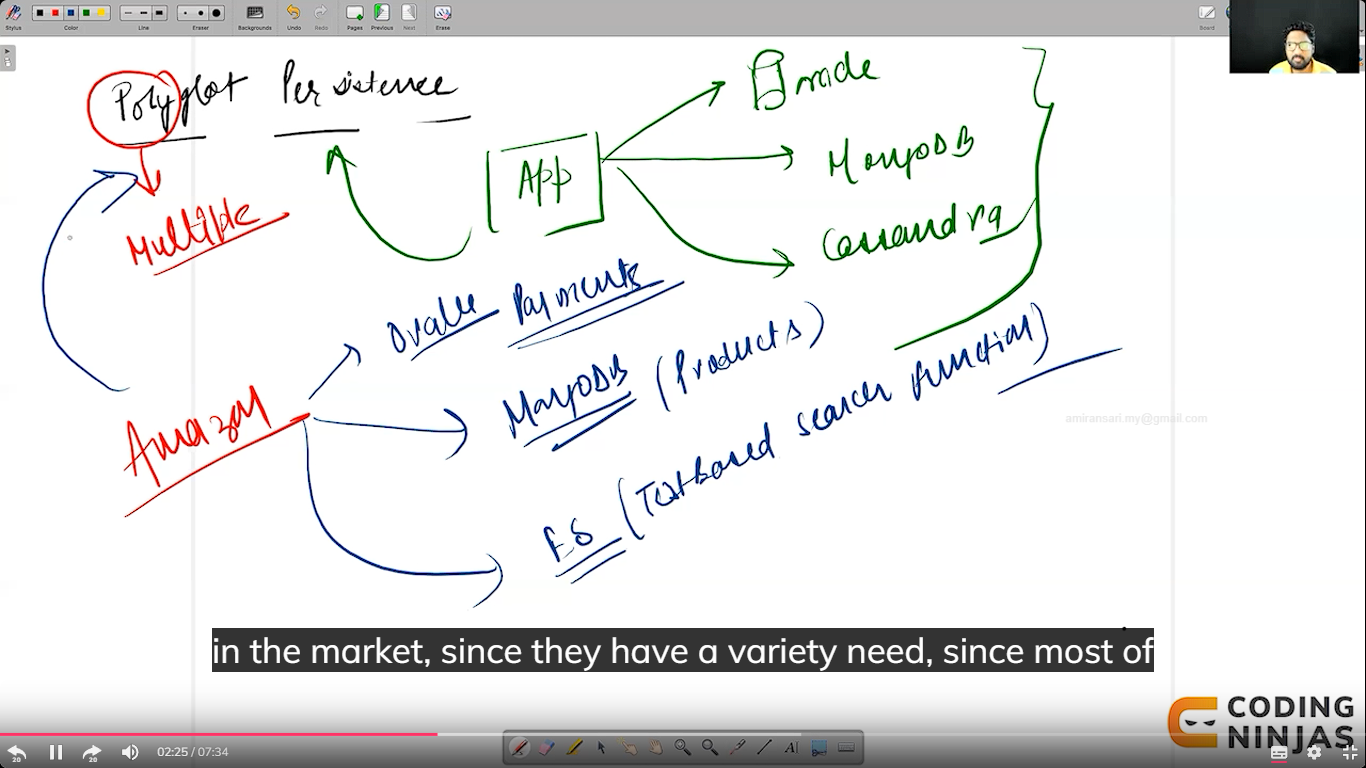 Stylus
Color
Line
Eraser
Backgrounds
Undo
Redo
Pages
Previous
Next
Erase
Board
Polyglot Persistence
Multiple
App
MongoDB
Cassandra
Amazon
Payments
MongoDB (Products)
ES (Text Based search function)
amiransari.my@gmail.com
in the market, since they have a variety need, since most of
CODING
NINJAS
20
20
02:25 / 07:34